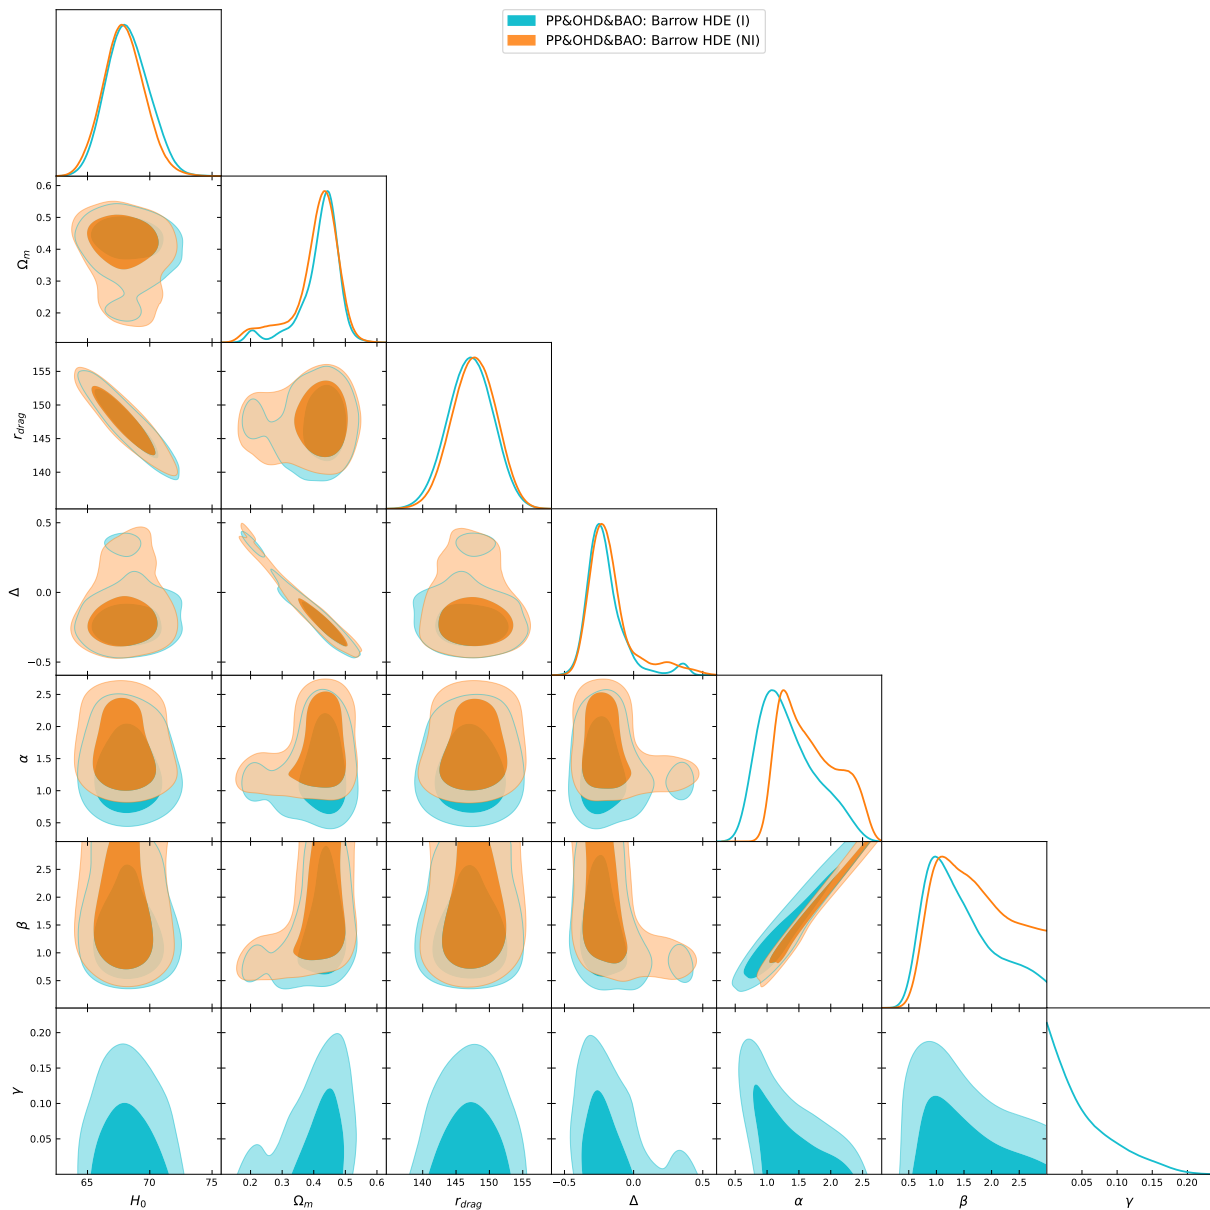 PP&OHD&BAO: Barrow HDE (I)
PP&OHD&BAO: Barrow HDE (NI)
0.6
0.5
0.4
0.3
0.2
Ωm
155
150
145
140
rdrag
0.5
0.0
−0.5
Δ
2.5
2.0
1.5
1.0
0.5
α
2.5
2.0
1.5
1.0
0.5
β
0.20
0.15
0.10
0.05
γ
65 70 75 0.2 0.3 0.4 0.5 0.6 140 145 150 155 −0.5 0.0 0.5 0.5 1.0 1.5 2.0 2.5 0.5 1.0 1.5 2.0 2.5 0.05 0.10 0.15 0.20
H0 Ωm rdrag Δ α β γ